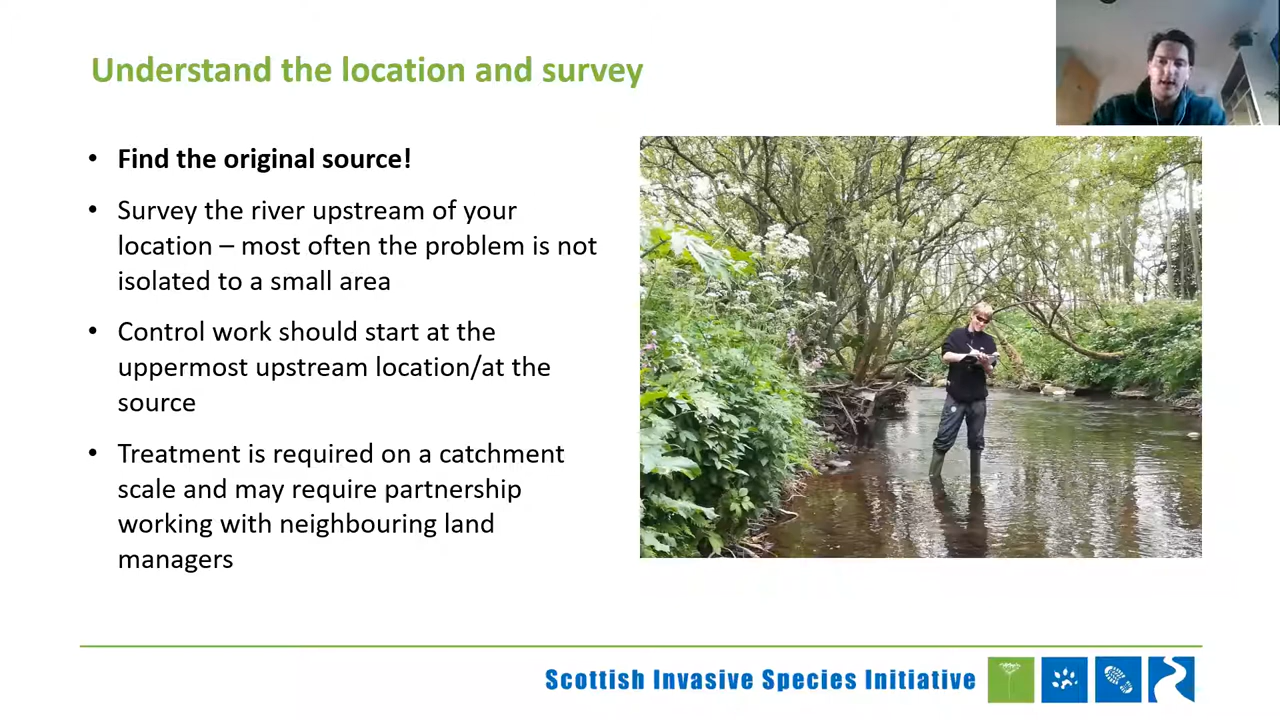 Understand the location and survey
• Find the original source!
• Survey the river upstream of your
location – most often the problem is not
isolated to a small area
• Control work should start at the
uppermost upstream location/at the
source
• Treatment is required on a catchment
scale and may require partnership
working with neighbouring land
managers
Scottish Invasive Species Initiative